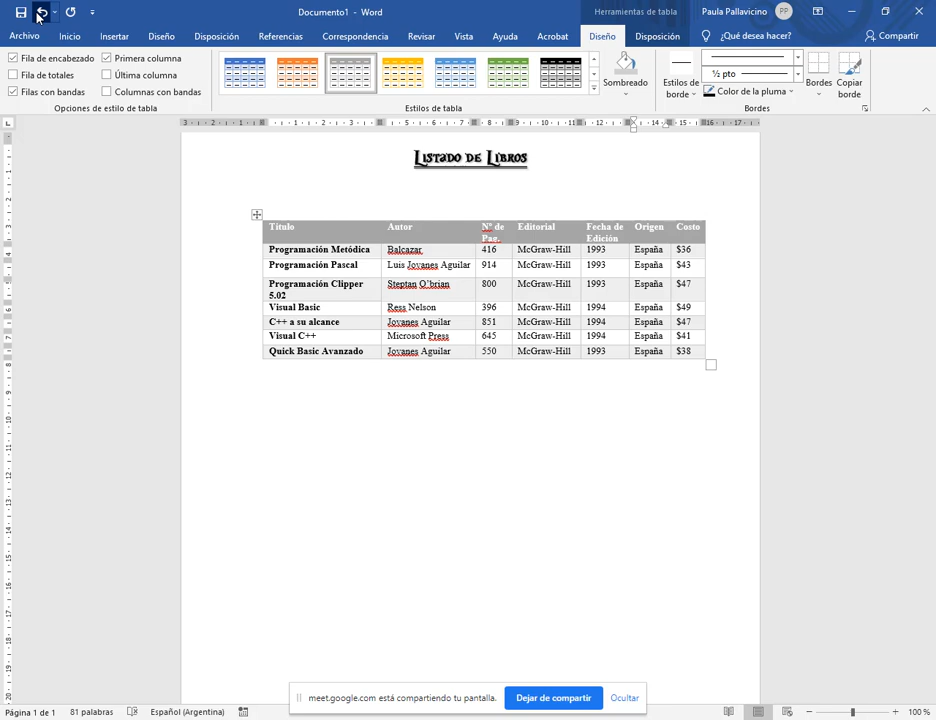 Documento1 - Word
Herramientas de tabla
Paula Pallavicino PP
Archivo Inicio Insertar Diseño Disposición Referencias Correspondencia Revisar Vista Ayuda Acrobat Diseño Disposición ¿Qué desea hacer? Compartir
Fila de encabezado Primera columna
Fila de totales Última columna
Filas con bandas Columnas con bandas
Opciones de estilo de tabla
Estilos de tabla
Sombreado
Estilos de borde
½ pto
Color de la pluma
Bordes
Copiar borde
Bordes
Listado de Libros
Título Autor Nº de Pag. Editorial Fecha de Edición Origen Costo
Programación Metódica Balcazar 416 McGraw-Hill 1993 España $36
Programación Pascal Luis Jovanes Aguilar 914 McGraw-Hill 1993 España $43
Programación Clipper 5.02 Steptan O’brian 800 McGraw-Hill 1993 España $47
Visual Basic Ress Nelson 396 McGraw-Hill 1994 España $49
C++ a su alcance Jovanes Aguilar 851 McGraw-Hill 1994 España $47
Visual C++ Microsoft Press 645 McGraw-Hill 1994 España $41
Quick Basic Avanzado Jovanes Aguilar 550 McGraw-Hill 1993 España $38
meet.google.com está compartiendo tu pantalla. Dejar de compartir Ocultar
Página 1 de 1 81 palabras Español (Argentina) 100 %